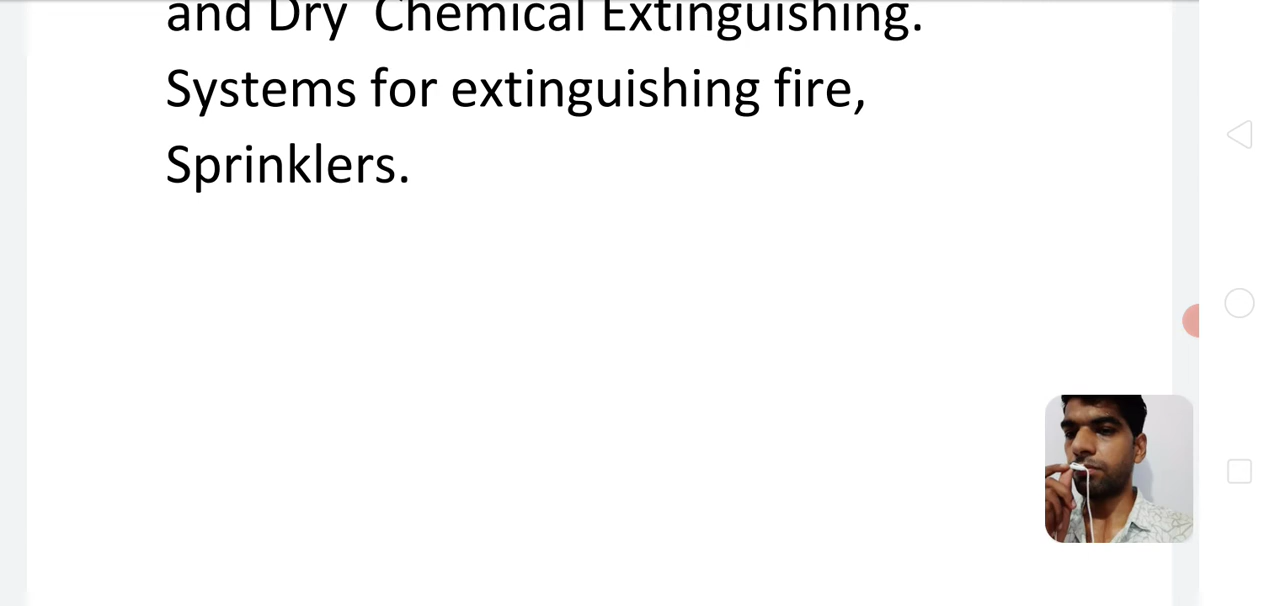 and Dry Chemical Extinguishing.
Systems for extinguishing fire,
Sprinklers.